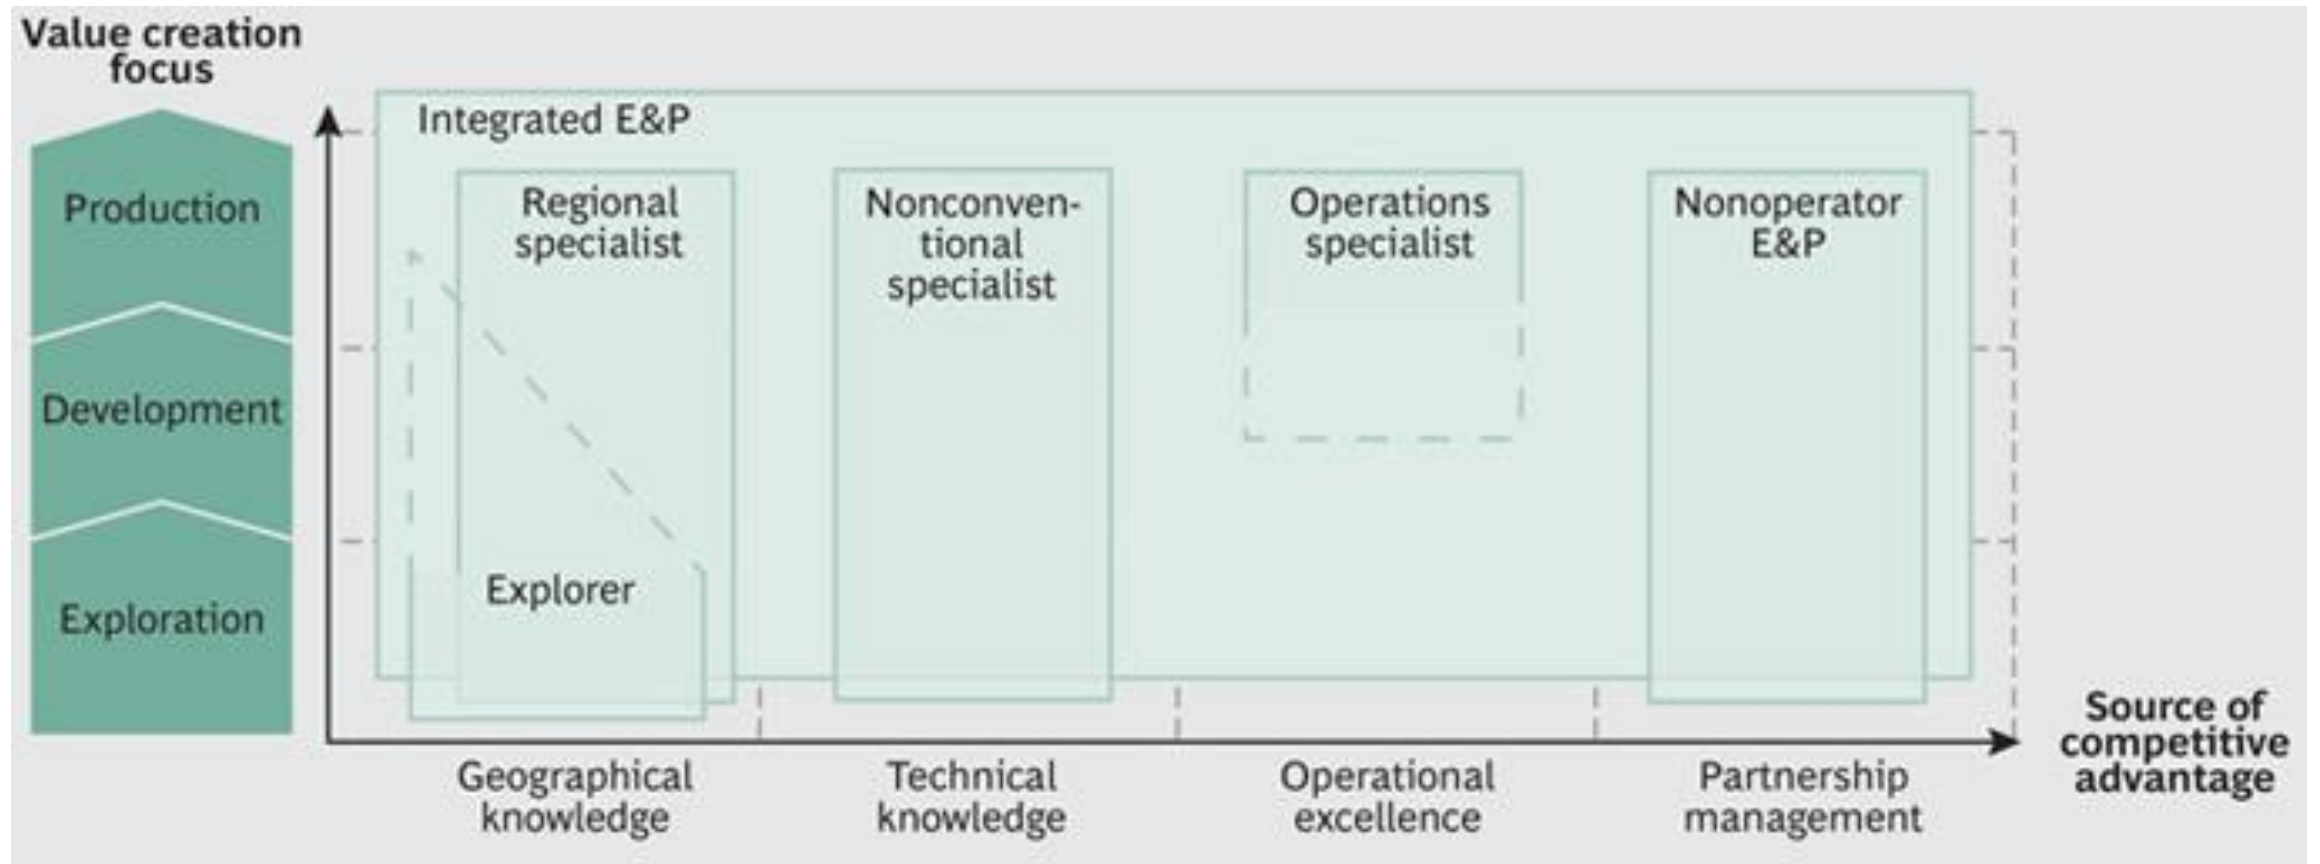 Value creation
focus
Integrated E&P
Regional
specialist
Nonconven-
tional
specialist
Operations
specialist
Nonoperator
E&P
Production
Development
Explorer
Exploration
Source of
competitive
advantage
Geographical
knowledge
Technical
knowledge
Operational
excellence
Partnership
management